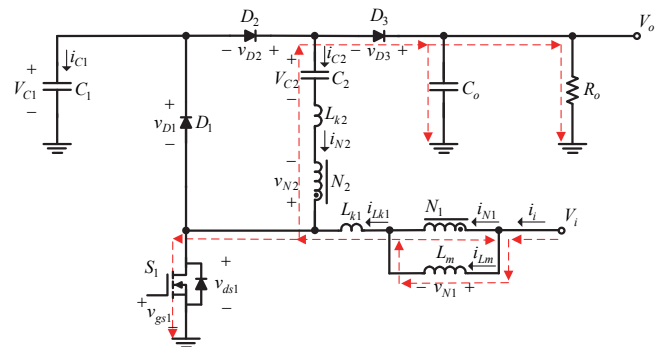 D2 D3 Vo
− vD2 + − vD3 +
iC1 + iC2
+ VC1 − C1
VC2 C2 −
Co Ro
+ vD1 − D1
Lk2
iN2
− vN2 + N2
Lk1 iLk1 N1 iN1 ii Vi
Lm iLm
− vN1 +
S1 + vds1 −
+ vgs1 −